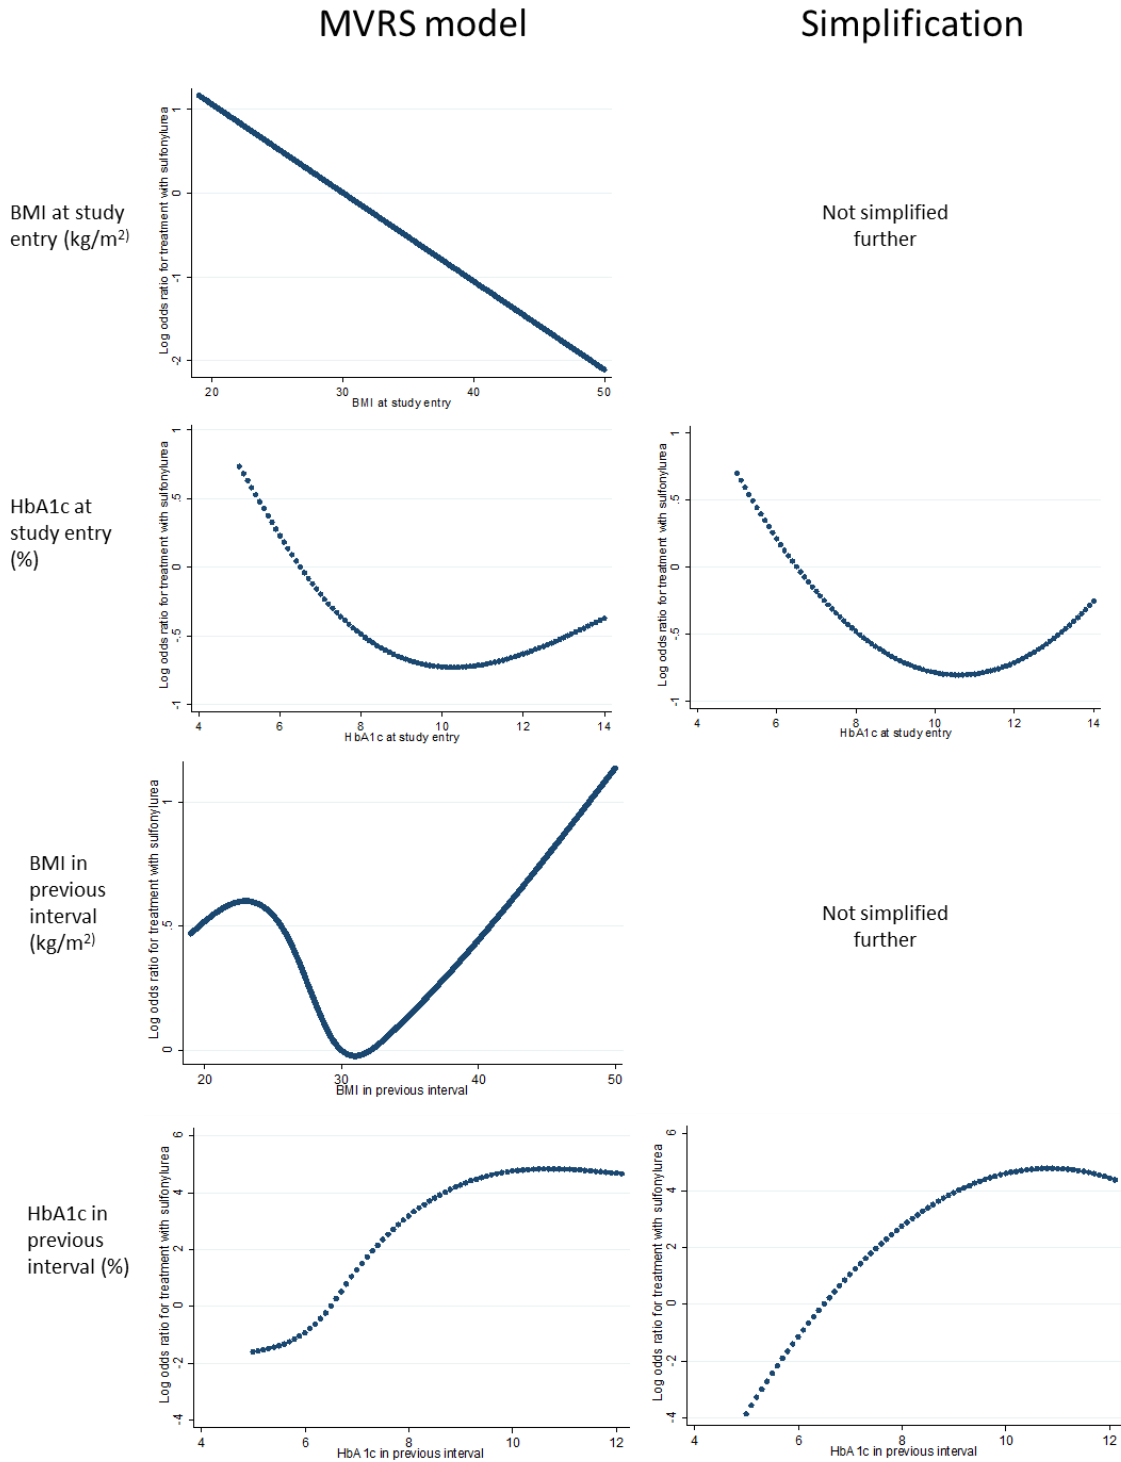 MVRS model
Simplification
BMI at study
entry (kg/m2)
Log odds ratio for treatment with sulfonylurea
1
0
-1
-2
20
30
40
50
BMI at study entry
Not simplified
further
HbA1c at
study entry
(%)
Log odds ratio for treatment with sulfonylurea
1
.5
0
-.5
-1
4
6
8
10
12
14
HbA1c at study entry
Log odds ratio for treatment with sulfonylurea
1
.5
0
-.5
-1
4
6
8
10
12
14
HbA1c at study entry
BMI in
previous
interval
(kg/m2)
Log odds ratio for treatment with sulfonylurea
1
.5
0
20
30
40
50
BMI in previous interval
Not simplified
further
HbA1c in
previous
interval (%)
Log odds ratio for treatment with sulfonylurea
6
4
2
0
-2
-4
4
6
8
10
12
HbA1c in previous interval
Log odds ratio for treatment with sulfonylurea
6
4
2
0
-2
-4
4
6
8
10
12
HbA1c in previous interval